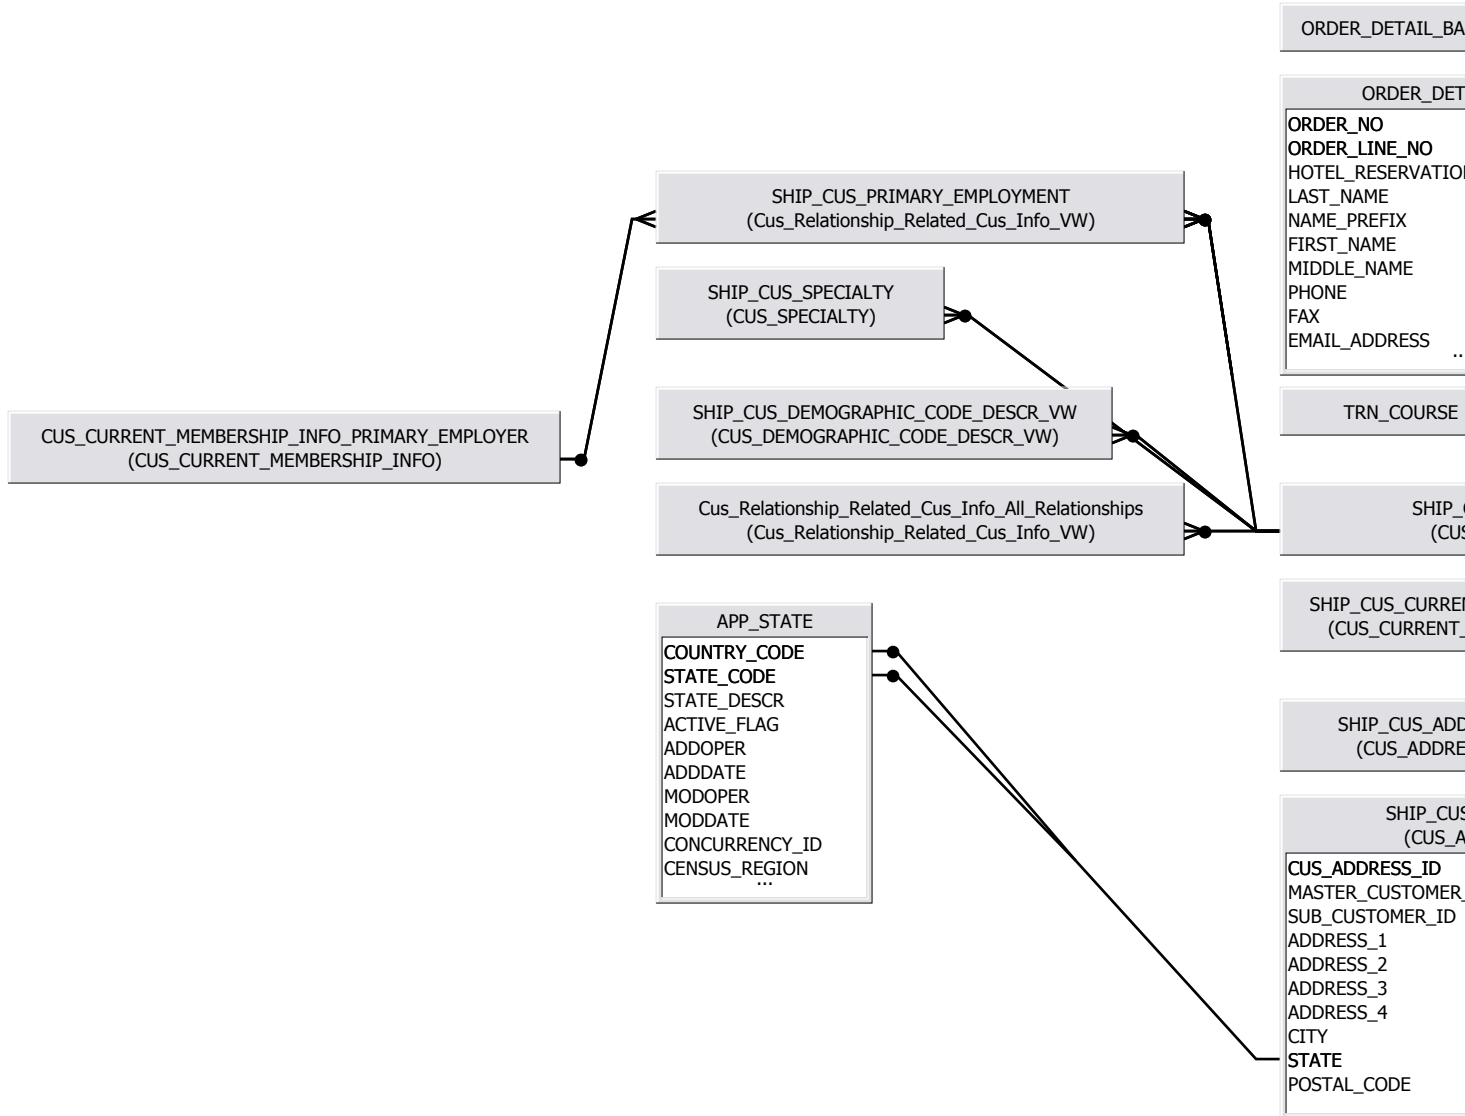 ORDER_DETAIL_BA
ORDER_DET
ORDER_NO
ORDER_LINE_NO
HOTEL_RESERVATIO
LAST_NAME
NAME_PREFIX
FIRST_NAME
MIDDLE_NAME
PHONE
FAX
EMAIL_ADDRESS
...
SHIP_CUS_PRIMARY_EMPLOYMENT
(Cus_Relationship_Related_Cus_Info_VW)
SHIP_CUS_SPECIALTY
(CUS_SPECIALTY)
SHIP_CUS_DEMOGRAPHIC_CODE_DESCR_VW
(CUS_DEMOGRAPHIC_CODE_DESCR_VW)
TRN_COURSE
CUS_CURRENT_MEMBERSHIP_INFO_PRIMARY_EMPLOYER
(CUS_CURRENT_MEMBERSHIP_INFO)
Cus_Relationship_Related_Cus_Info_All_Relationships
(Cus_Relationship_Related_Cus_Info_VW)
SHIP_
(CUS
SHIP_CUS_CURRE
(CUS_CURRENT_
APP_STATE
COUNTRY_CODE
STATE_CODE
STATE_DESCR
ACTIVE_FLAG
ADDOPER
ADDDATE
MODOPER
MODDATE
CONCURRENCY_ID
CENSUS_REGION
...
SHIP_CUS_ADD
(CUS_ADDRE
SHIP_CUS
(CUS_A
CUS_ADDRESS_ID
MASTER_CUSTOMER_
SUB_CUSTOMER_ID
ADDRESS_1
ADDRESS_2
ADDRESS_3
ADDRESS_4
CITY
STATE
POSTAL_CODE